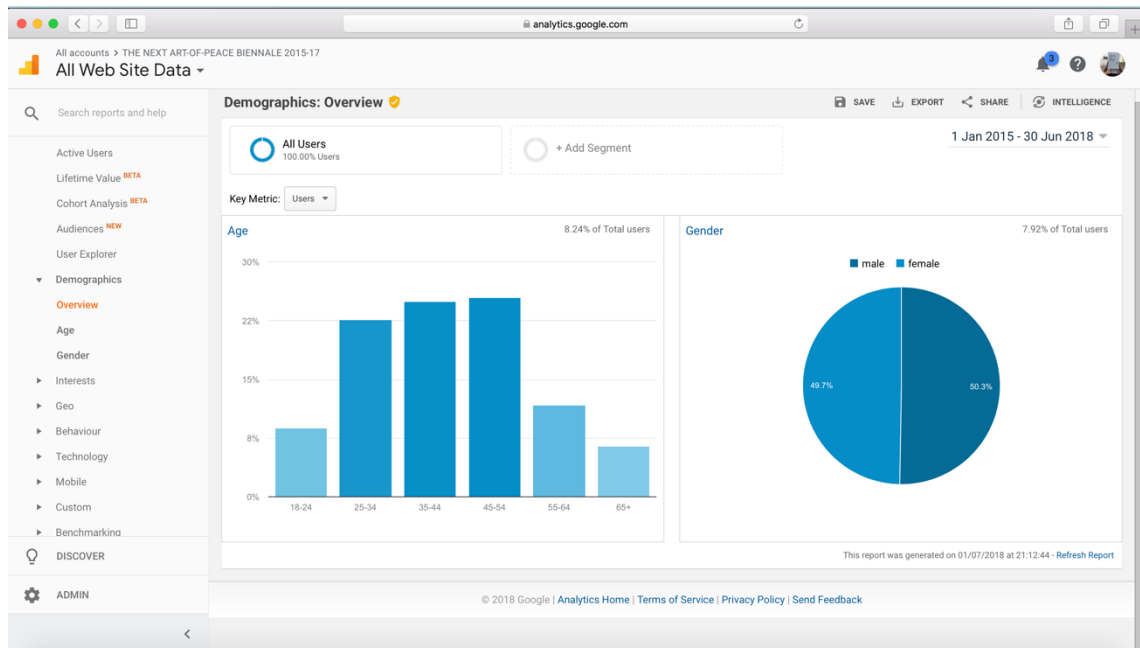 analytics.google.com
All accounts > THE NEXT ART-OF-PEACE BIENNALE 2015-17
All Web Site Data
3
Search reports and help
Active Users
Lifetime Value BETA
Cohort Analysis BETA
Audiences NEW
User Explorer
Demographics
Overview
Age
Gender
Interests
Geo
Behaviour
Technology
Mobile
Custom
Benchmarking
DISCOVER
ADMIN
Demographics: Overview
SAVE EXPORT SHARE INTELLIGENCE
All Users
100.00% Users
+ Add Segment
1 Jan 2015 - 30 Jun 2018
Key Metric: Users
Age 8.24% of Total users
30%
22%
15%
8%
0%
18-24 25-34 35-44 45-54 55-64 65+
Gender 7.92% of Total users
male female
49.7% 50.3%
This report was generated on 01/07/2018 at 21:12:44 - Refresh Report
© 2018 Google | Analytics Home | Terms of Service | Privacy Policy | Send Feedback